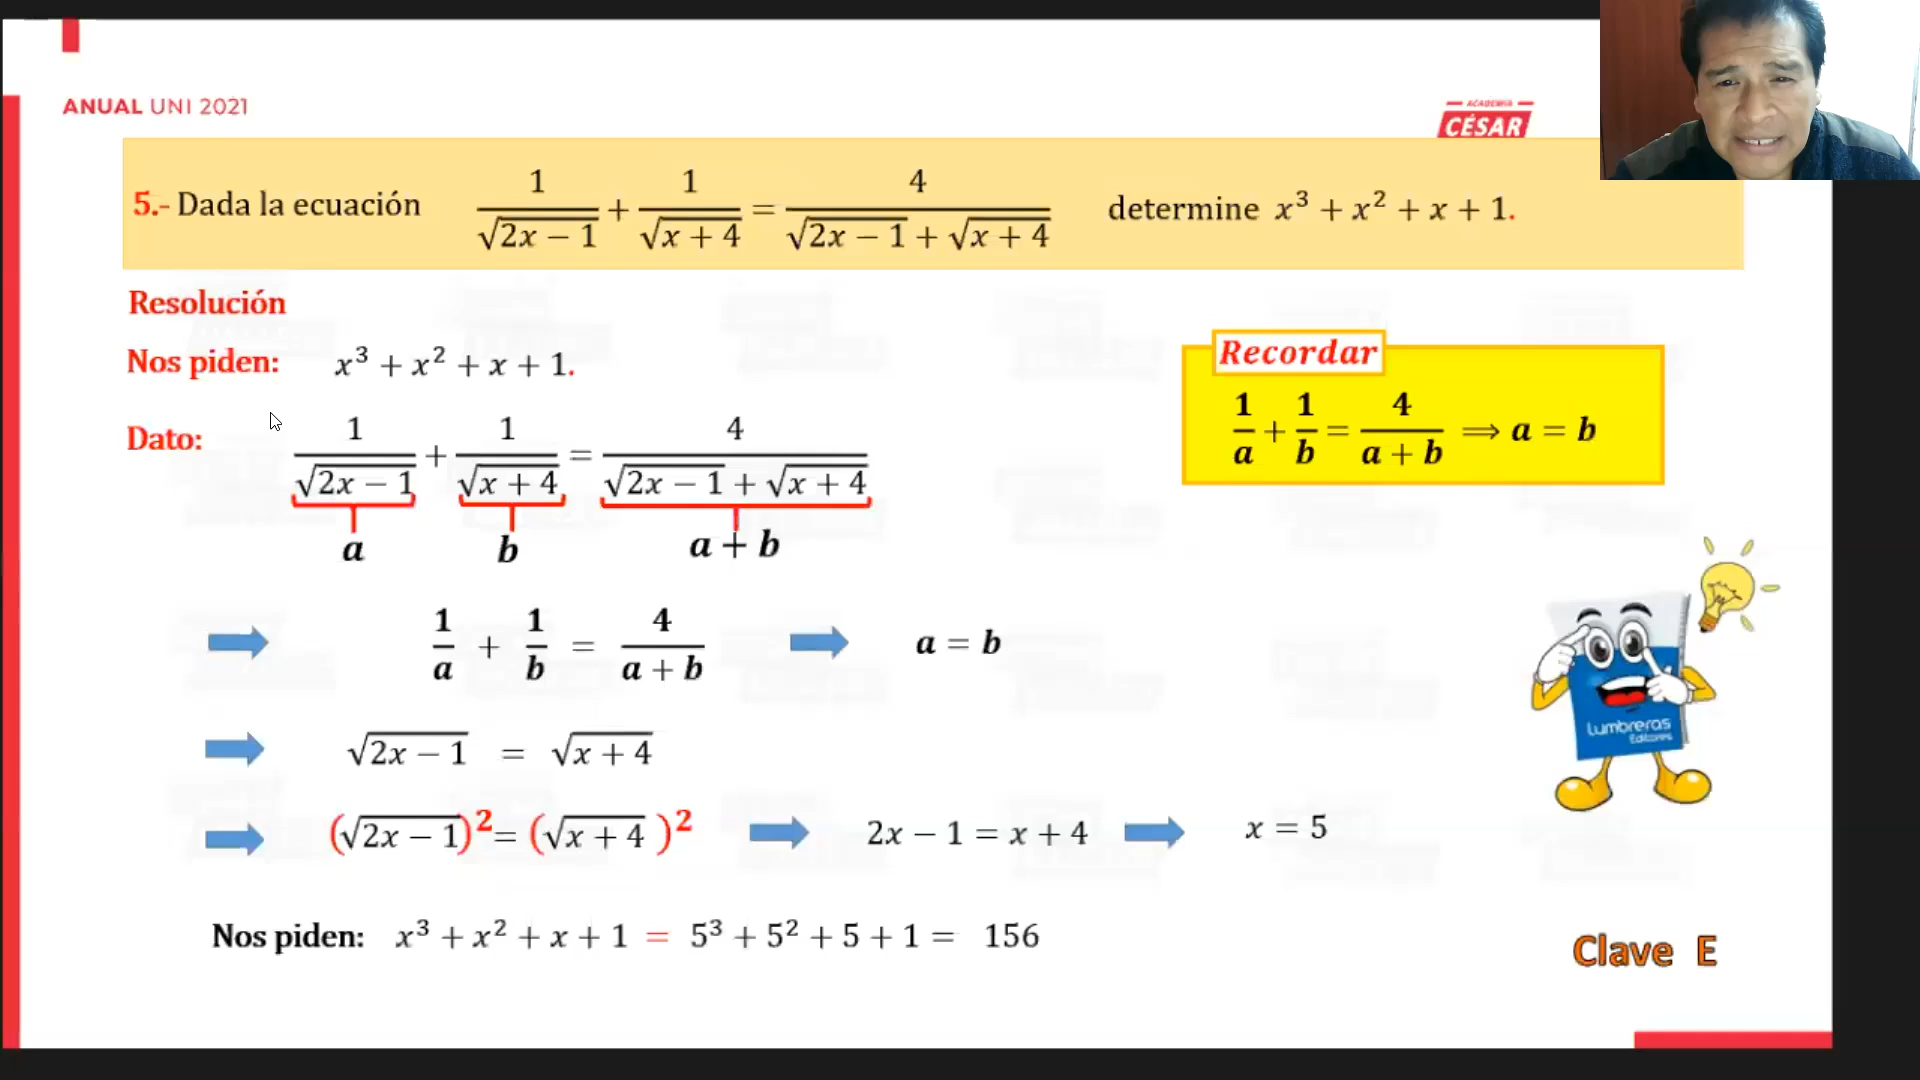 ANUAL UNI 2021
ACADEMIA
CÉSAR
5.- Dada la ecuación 1/√(2x − 1) + 1/√(x + 4) = 4/(√(2x − 1) + √(x + 4)) determine x³ + x² + x + 1.
Resolución
Nos piden: x³ + x² + x + 1.
Recordar
1/a + 1/b = 4/(a + b) ⟹ a = b
Dato: 1/√(2x − 1) + 1/√(x + 4) = 4/(√(2x − 1) + √(x + 4))
a b a + b
1/a + 1/b = 4/(a + b) a = b
√(2x − 1) = √(x + 4)
(√(2x − 1))² = (√(x + 4))² 2x − 1 = x + 4 x = 5
Lumbreras
Editores
Nos piden: x³ + x² + x + 1 = 5³ + 5² + 5 + 1 = 156
Clave E